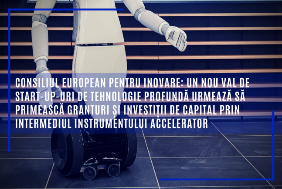 CONSILIUL EUROPEAN PENTRU INOVARE: UN NOU VAL DE
START-UP-URI DE TEHNOLOGIE PROFUNDĂ URMEAZĂ SĂ
PRIMEASCĂ GRANTURI ȘI INVESTIȚII DE CAPITAL PRIN
INTERMEDIUL INSTRUMENTULUI ACCELERATOR